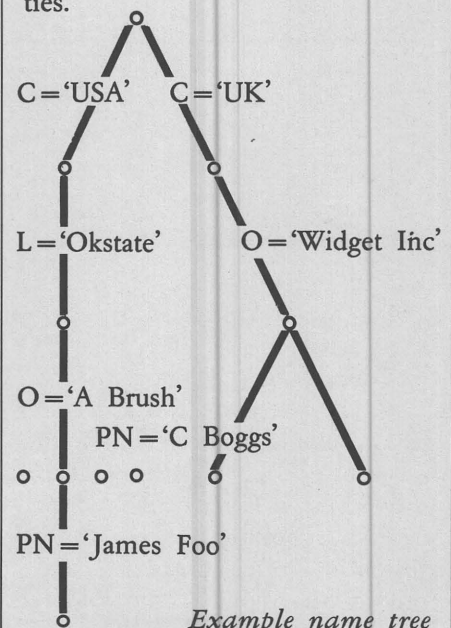 ties.
C=‘USA’ C=‘UK’
L=‘Okstate’ O=‘Widget Inc’
O=‘A Brush’
PN=‘C Boggs’
PN=‘James Foo’
Example name tree